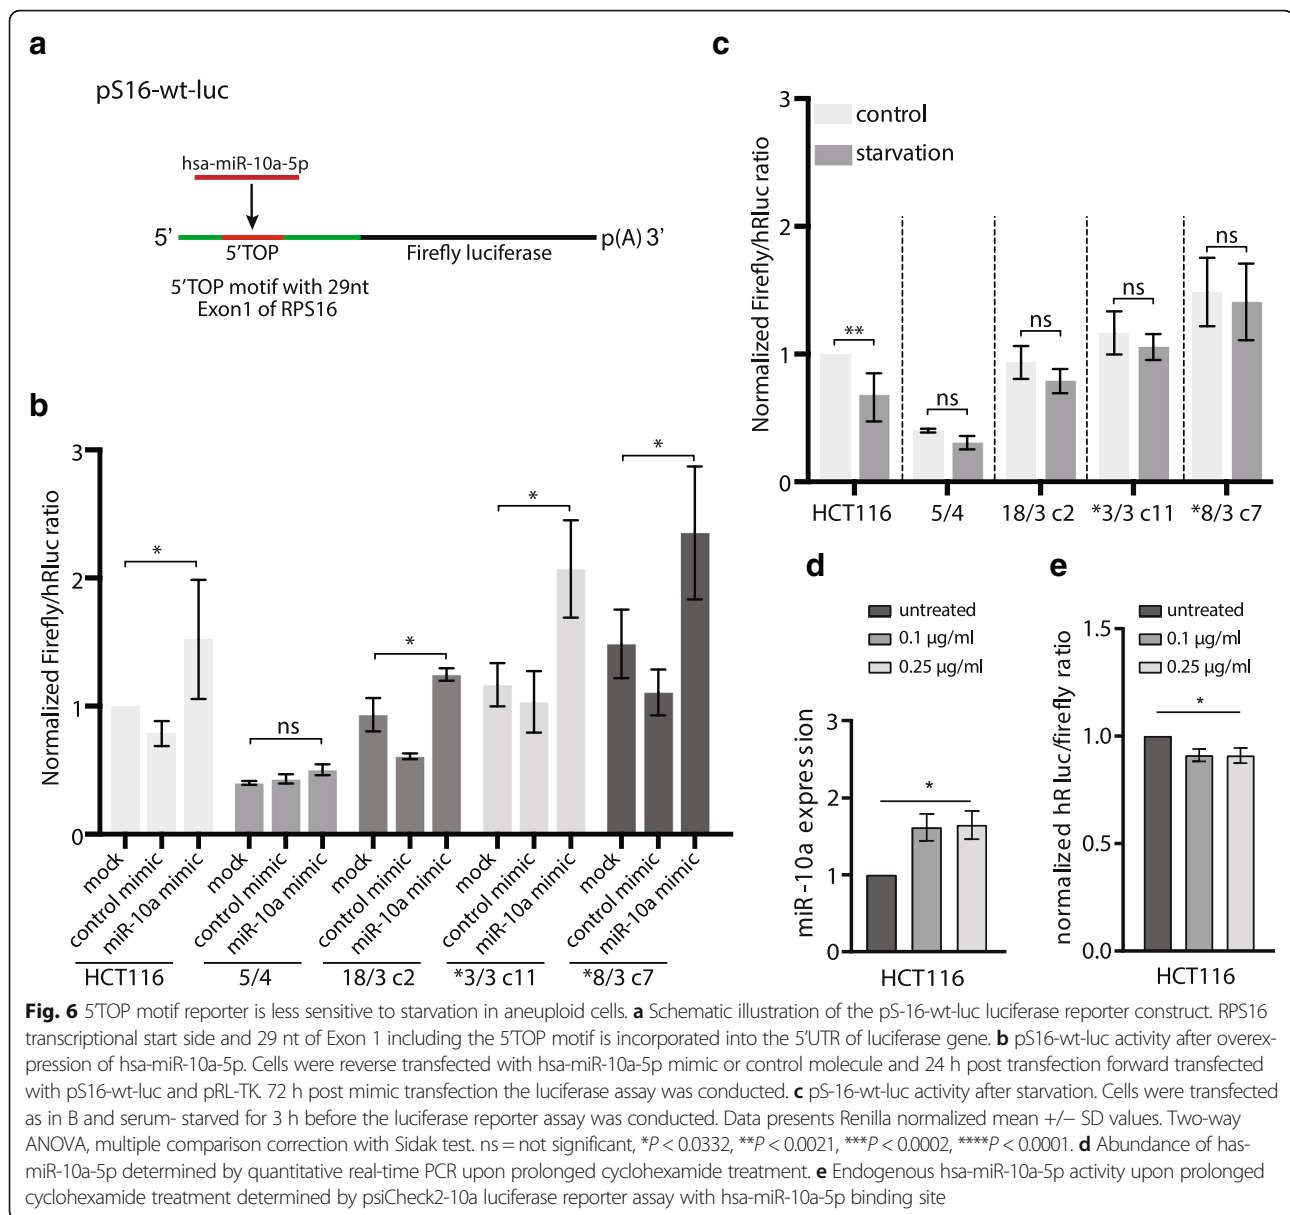 a
pS16-wt-luc
hsa-miR-10a-5p
5’
5’TOP
Firefly luciferase
p(A) 3’
5’TOP motif with 29nt
Exon1 of RPS16
b
Normalized Firefly/hRluc ratio
3
2
1
0
*
ns
*
*
*
mock
control mimic
miR-10a mimic
mock
control mimic
miR-10a mimic
mock
control mimic
miR-10a mimic
mock
control mimic
miR-10a mimic
mock
control mimic
miR-10a mimic
HCT116
5/4
18/3 c2
*3/3 c11
*8/3 c7
c
Normalized Firefly/hRluc ratio
3
2
1
0
control
starvation
**
ns
ns
ns
ns
HCT116
5/4
18/3 c2
*3/3 c11
*8/3 c7
d
untreated
0.1 µg/ml
0.25 µg/ml
miR-10a expression
3
2
1
0
*
HCT116
e
untreated
0.1 µg/ml
0.25 µg/ml
normalized hR luc/firefly ratio
1.5
1.0
0.5
0.0
*
HCT116
Fig. 6 5’TOP motif reporter is less sensitive to starvation in aneuploid cells. a Schematic illustration of the pS-16-wt-luc luciferase reporter construct. RPS16
transcriptional start side and 29 nt of Exon 1 including the 5’TOP motif is incorporated into the 5’UTR of luciferase gene. b pS16-wt-luc activity after overex-
pression of hsa-miR-10a-5p. Cells were reverse transfected with hsa-miR-10a-5p mimic or control molecule and 24 h post transfection forward transfected
with pS16-wt-luc and pRL-TK. 72 h post mimic transfection the luciferase assay was conducted. c pS-16-wt-luc activity after starvation. Cells were transfected
as in B and serum- starved for 3 h before the luciferase reporter assay was conducted. Data presents Renilla normalized mean +/− SD values. Two-way
ANOVA, multiple comparison correction with Sidak test. ns = not significant, *P < 0.0332, **P < 0.0021, ***P < 0.0002, ****P < 0.0001. d Abundance of has-
miR-10a-5p determined by quantitative real-time PCR upon prolonged cyclohexamide treatment. e Endogenous hsa-miR-10a-5p activity upon prolonged
cyclohexamide treatment determined by psiCheck2-10a luciferase reporter assay with hsa-miR-10a-5p binding site